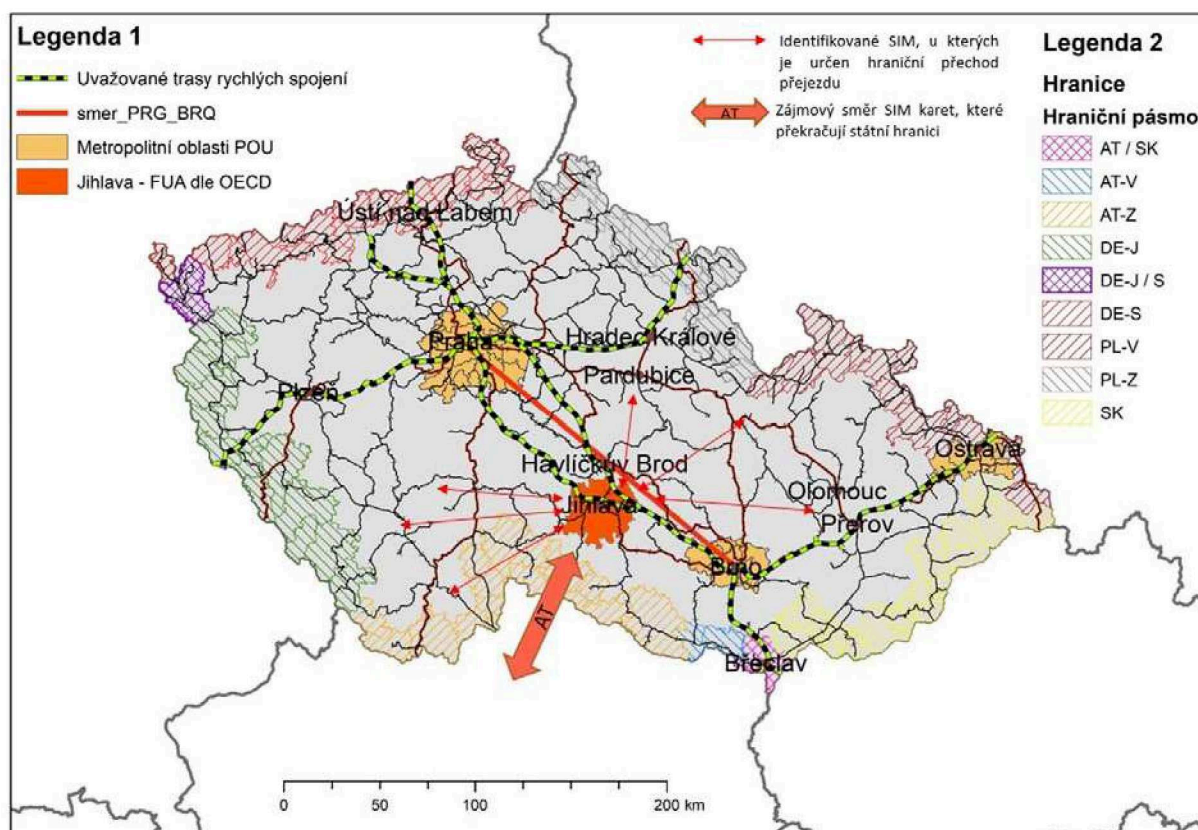 Legenda 1
Uvažované trasy rychlých spojení
smer_PRG_BRQ
Metropolitní oblasti POU
Jihlava - FUA dle OECD
Identifikované SIM, u kterých
je určen hraniční přechod
přejezdu
AT
Zájmový směr SIM karet, které
překračují státní hranici
Legenda 2
Hranice
Hraniční pásmo
AT / SK
AT-V
AT-Z
DE-J
DE-J / S
DE-S
PL-V
PL-Z
SK
Ústí nad Labem
Praha
Hradec Králové
Plzeň
Pardubice
Havlíčkův Brod
Ostrava
Jihlava
Olomouc
Přerov
Brno
AT
Břeclav
0 50 100 200 km